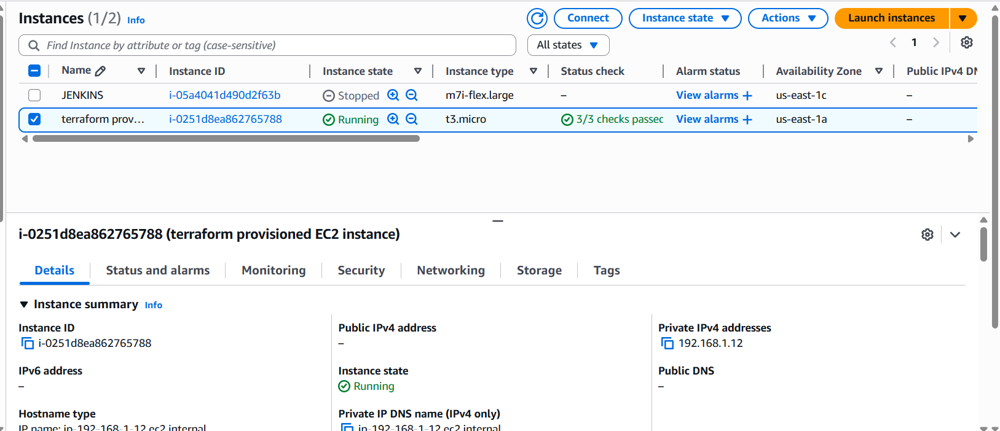 Instances (1/2) Info
Connect
Instance state
Actions
Launch instances
Find Instance by attribute or tag (case-sensitive)
All states
1
Name Instance ID Instance state Instance type Status check Alarm status Availability Zone Public IPv4 DN
JENKINS i-05a4041d490d2f63b Stopped m7i-flex.large – View alarms + us-east-1c –
terraform prov... i-0251d8ea862765788 Running t3.micro 3/3 checks passed View alarms + us-east-1a –
i-0251d8ea862765788 (terraform provisioned EC2 instance)
Details Status and alarms Monitoring Security Networking Storage Tags
Instance summary Info
Instance ID
i-0251d8ea862765788
Public IPv4 address
–
Private IPv4 addresses
192.168.1.12
IPv6 address
–
Instance state
Running
Public DNS
–
Hostname type
IP name: ip-192-168-1-12.ec2.internal
Private IP DNS name (IPv4 only)
ip-192-168-1-12.ec2.internal